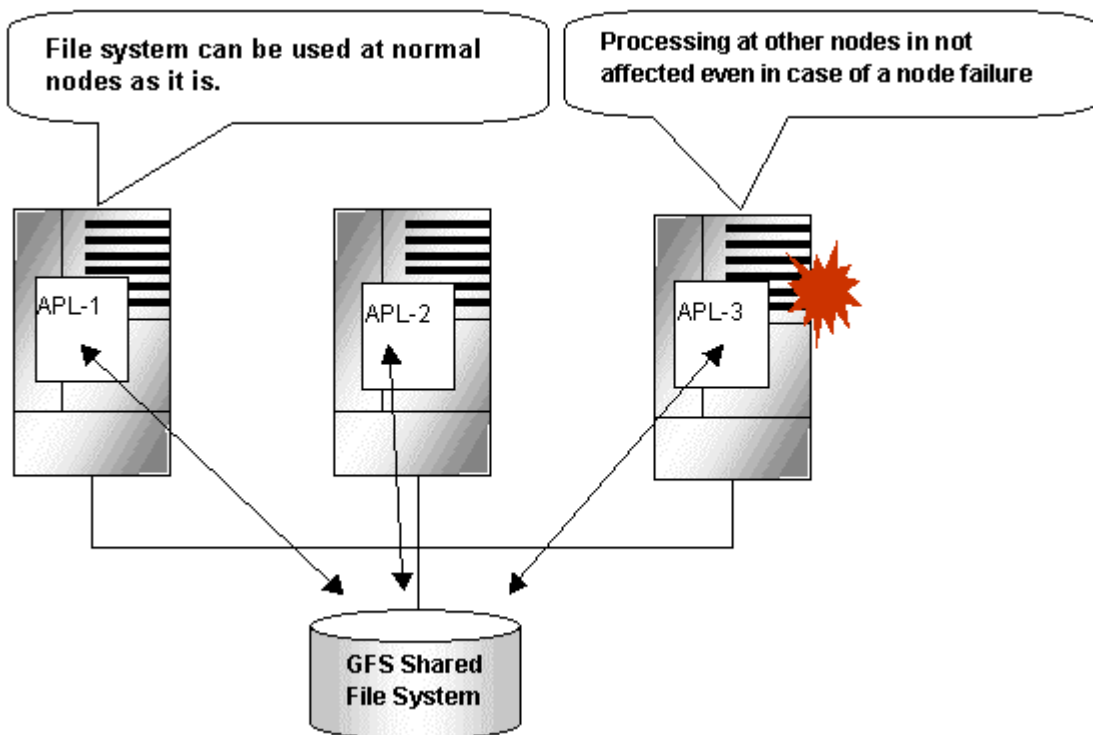 File system can be used at normal
nodes as it is.
Processing at other nodes in not
affected even in case of a node failure
APL-1
APL-2
APL-3
GFS Shared
File System